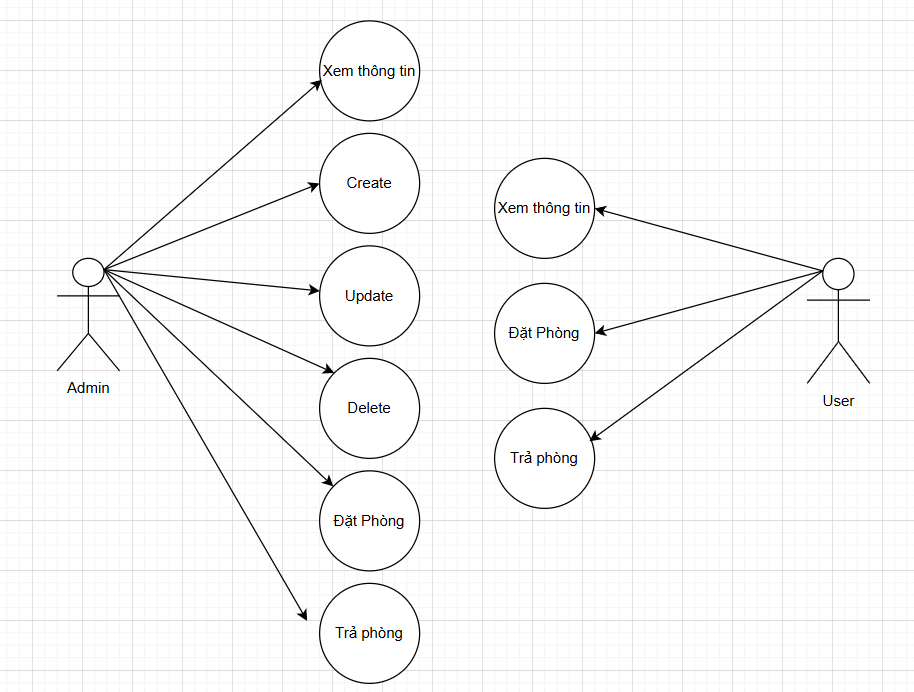 Xem thông tin
Create
Update
Delete
Đặt Phòng
Trả phòng
Admin
Xem thông tin
Đặt Phòng
Trả phòng
User